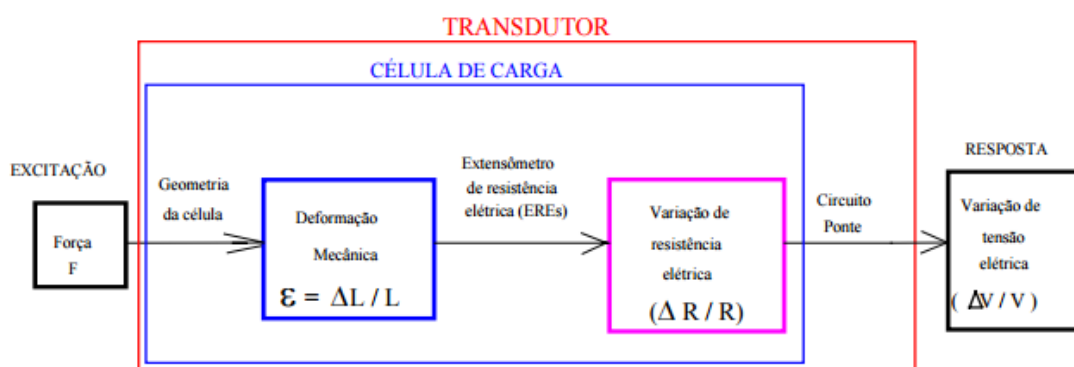 TRANSDUTOR
CÉLULA DE CARGA
EXCITAÇÃO
Força
F
Geometria
da célula
Deformação
Mecânica
ε = ΔL / L
Extensômetro
de resistência
elétrica (EREs)
Variação de
resistência
elétrica
(Δ R / R)
Circuito
Ponte
RESPOSTA
Variação de
tensão
elétrica
( ΔV / V )